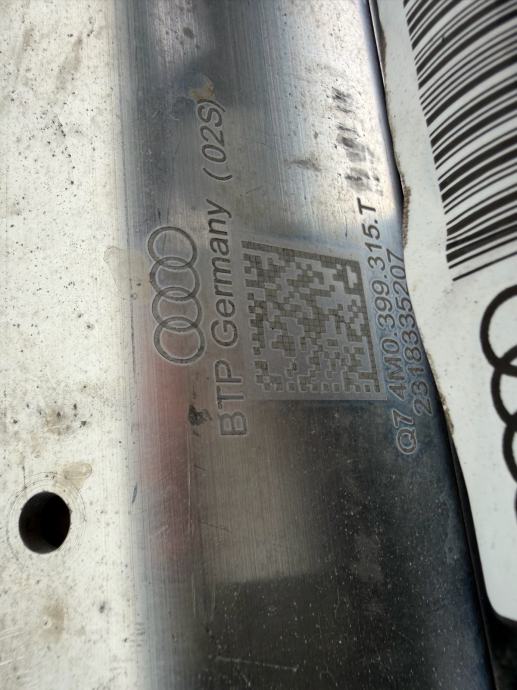 BTP Germany (02S)
Q7 4M0.399.315.T
2318335207